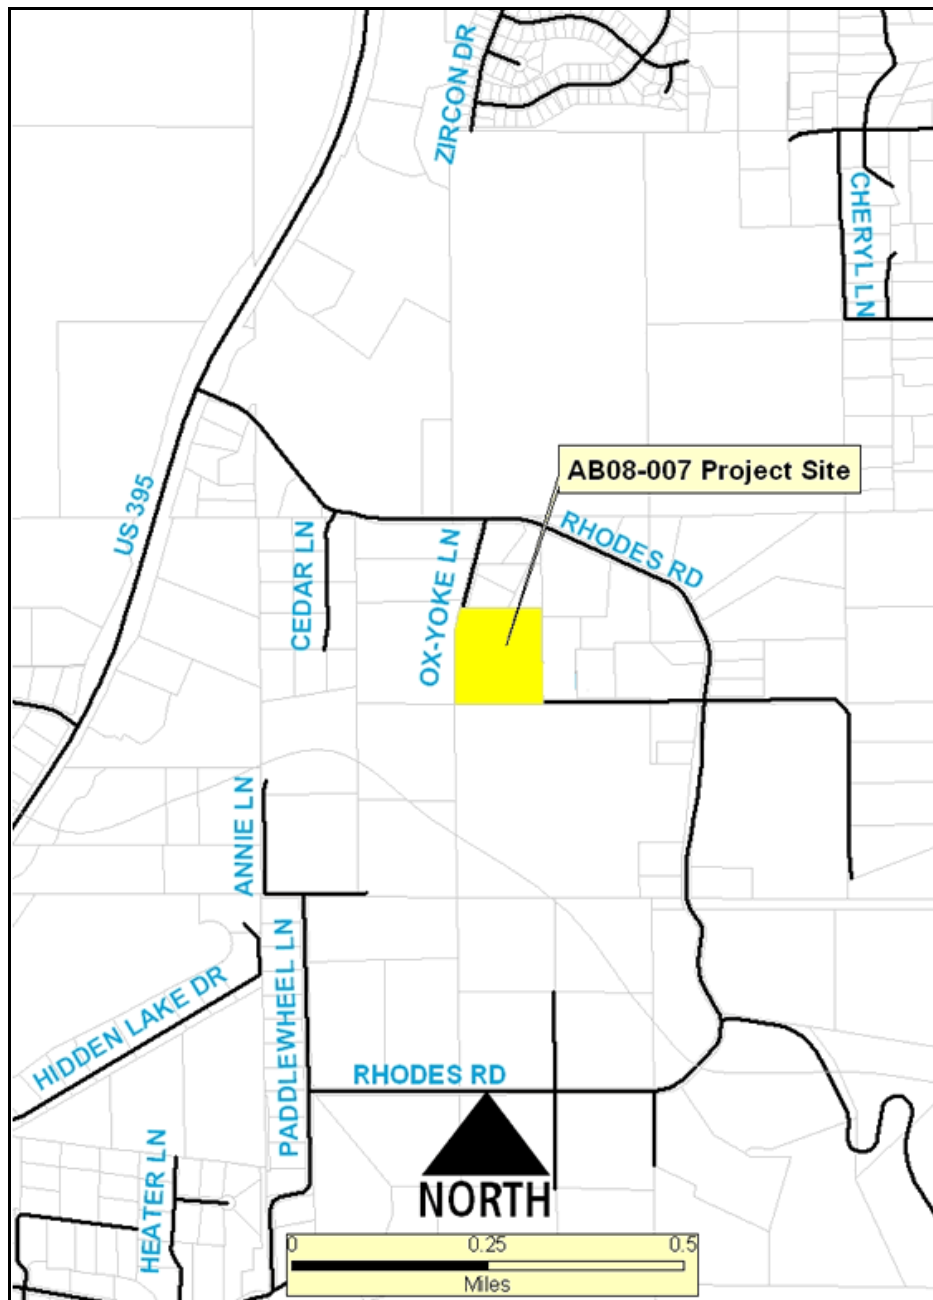 ZIRCON DR
CHERYL LN
AB08-007 Project Site
US 395
RHODES RD
CEDAR LN
OX-YOKE LN
ANNIE LN
PADDLEWHEEL LN
HIDDEN LAKE DR
RHODES RD
HEATER LN
NORTH
0 0.25 0.5
Miles